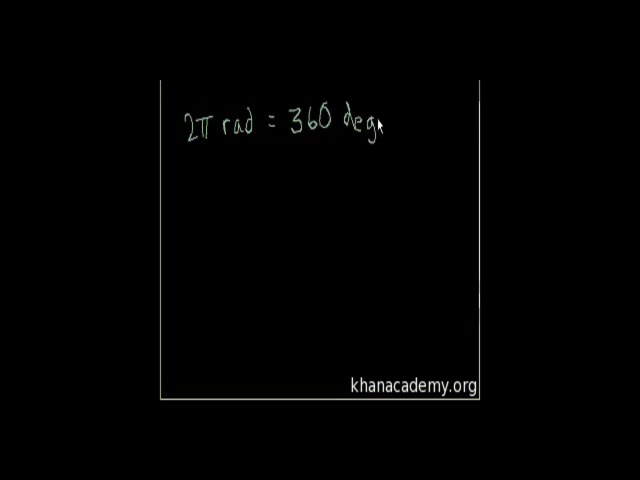 2π rad = 360 deg
khanacademy.org